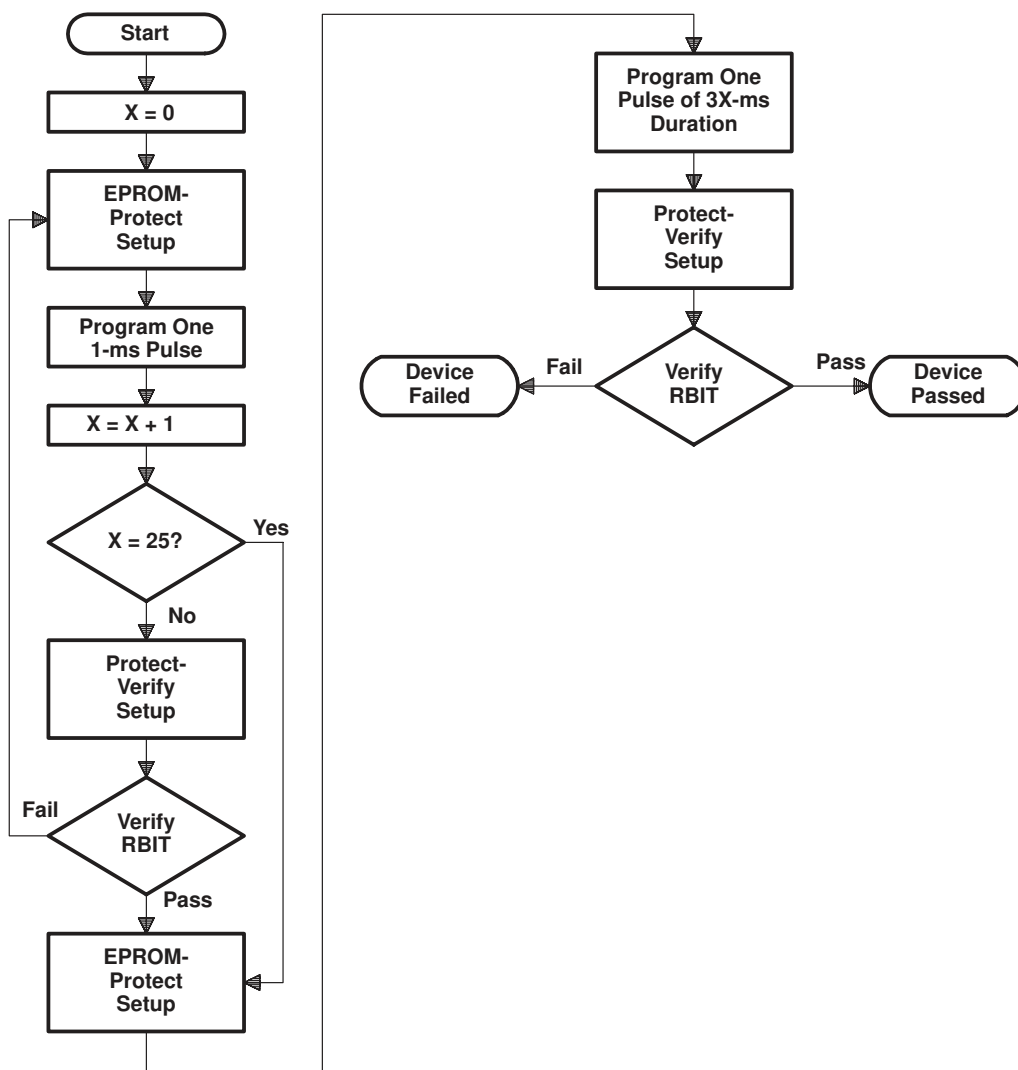 Start
X = 0
EPROM-
Protect
Setup
Program One
1-ms Pulse
X = X + 1
X = 25?
Yes
No
Protect-
Verify
Setup
Fail
Verify
RBIT
Pass
EPROM-
Protect
Setup
Program One
Pulse of 3X-ms
Duration
Protect-
Verify
Setup
Device
Failed
Fail
Verify
RBIT
Pass
Device
Passed